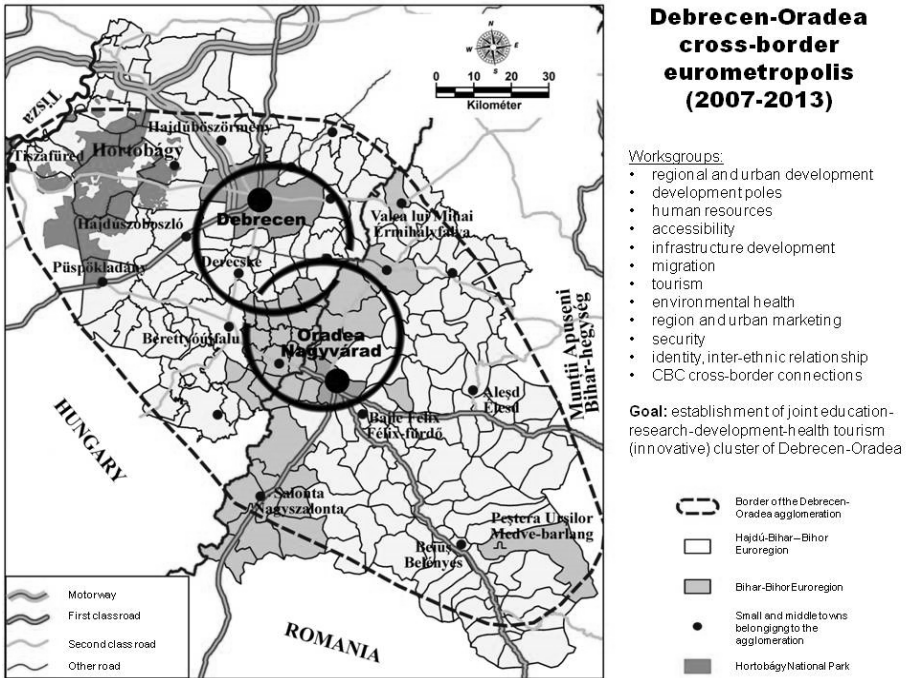 Debrecen-Oradea
cross-border
eurometropolis
(2007-2013)
Worksgroups:
• regional and urban development
• development poles
• human resources
• accessibility
• infrastructure development
• migration
• tourism
• environmental health
• region and urban marketing
• security
• identity, inter-ethnic relationship
• CBC cross-border connections
Goal: establishment of joint education-
research-development-health tourism
(innovative) cluster of Debrecen-Oradea
Border of the Debrecen-
Oradea agglomeration
Hajdú-Bihar–Bihor
Euroregion
Bihar-Bihor Euroregion
Small and middle towns
belongigng to the
agglomeration
Hortobágy National Park
N
W E
S
0 10 20 30
Kilométer
Tisza
Hajdúböszörmény
Hortobágy
Tiszafüred
Debrecen
Valea lui Mihai
Érmihályfalva
Hajdúszoboszló
Derecske
Püspökladány
Berettyóújfalu
Oradea
Nagyvárad
Munții Apuseni
Bihar-hegység
Aleșd
Élesd
Baile Felix
Félix-fürdő
HUNGARY
Salonta
Nagyszalonta
Peștera Urșilor
Medve-barlang
Beiuș
Belényes
ROMANIA
Motorway
First class road
Second class road
Other road